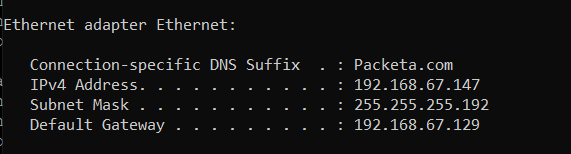 Ethernet adapter Ethernet:
Connection-specific DNS Suffix  . : Packeta.com
IPv4 Address. . . . . . . . . . . : 192.168.67.147
Subnet Mask . . . . . . . . . . . : 255.255.255.192
Default Gateway . . . . . . . . . : 192.168.67.129